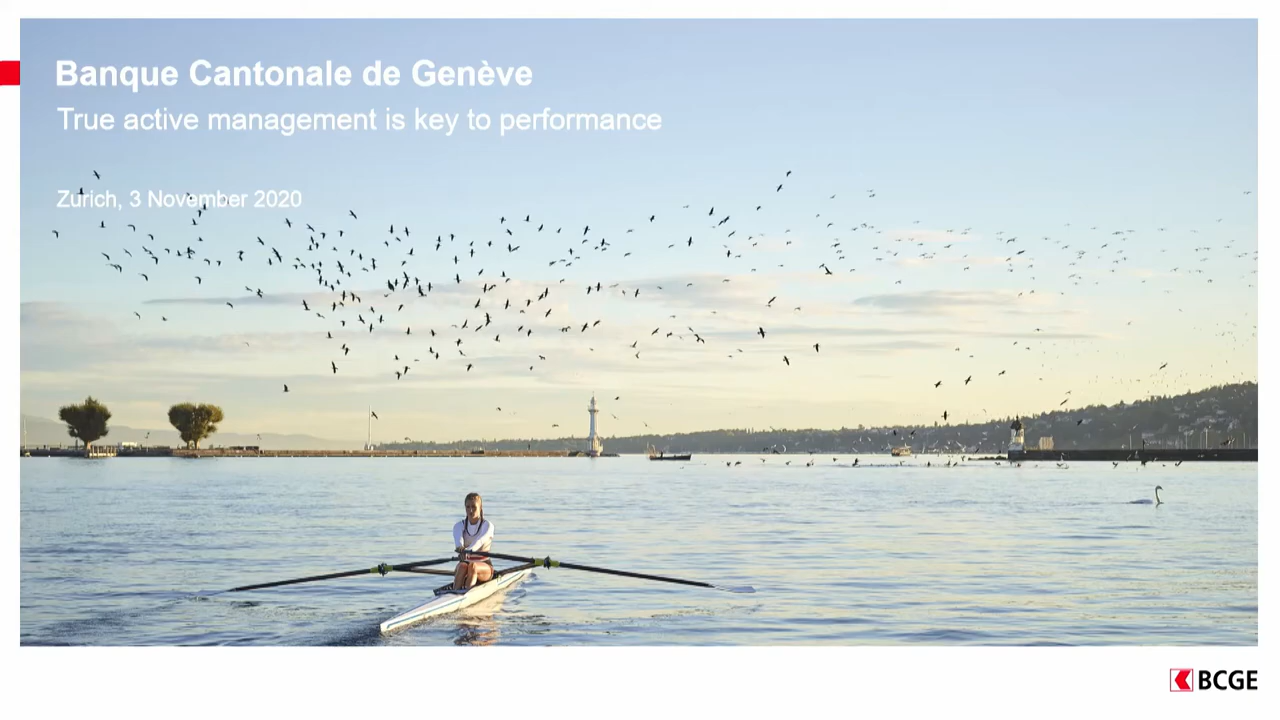 Banque Cantonale de Genève
True active management is key to performance
Zurich, 3 November 2020
BCGE